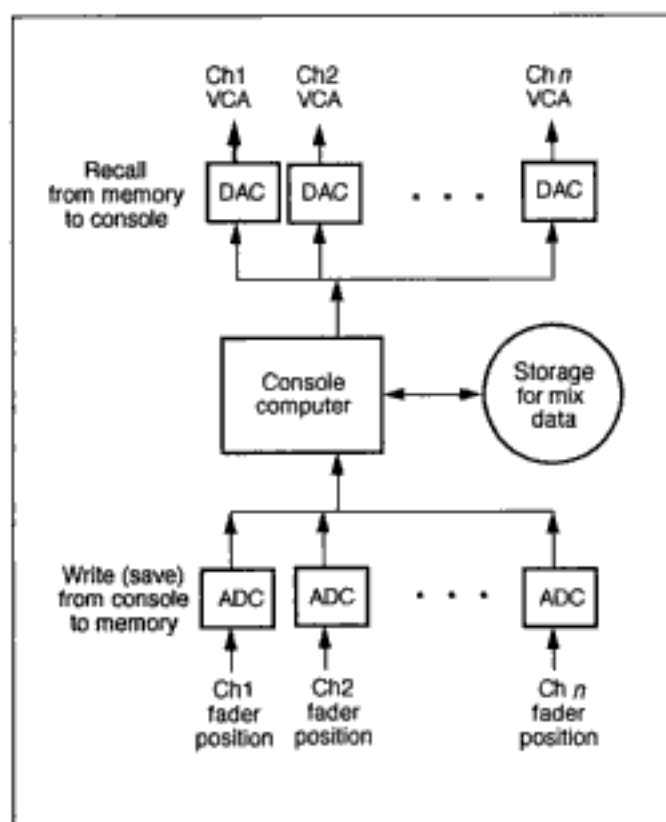 Ch1 Ch2 Ch n
VCA VCA VCA
Recall
from memory
to console
DAC DAC . . . DAC
Console
computer
Storage
for mix
data
Write (save)
from console
to memory
ADC ADC . . . ADC
Ch1 Ch2 Ch n
fader fader fader
position position position